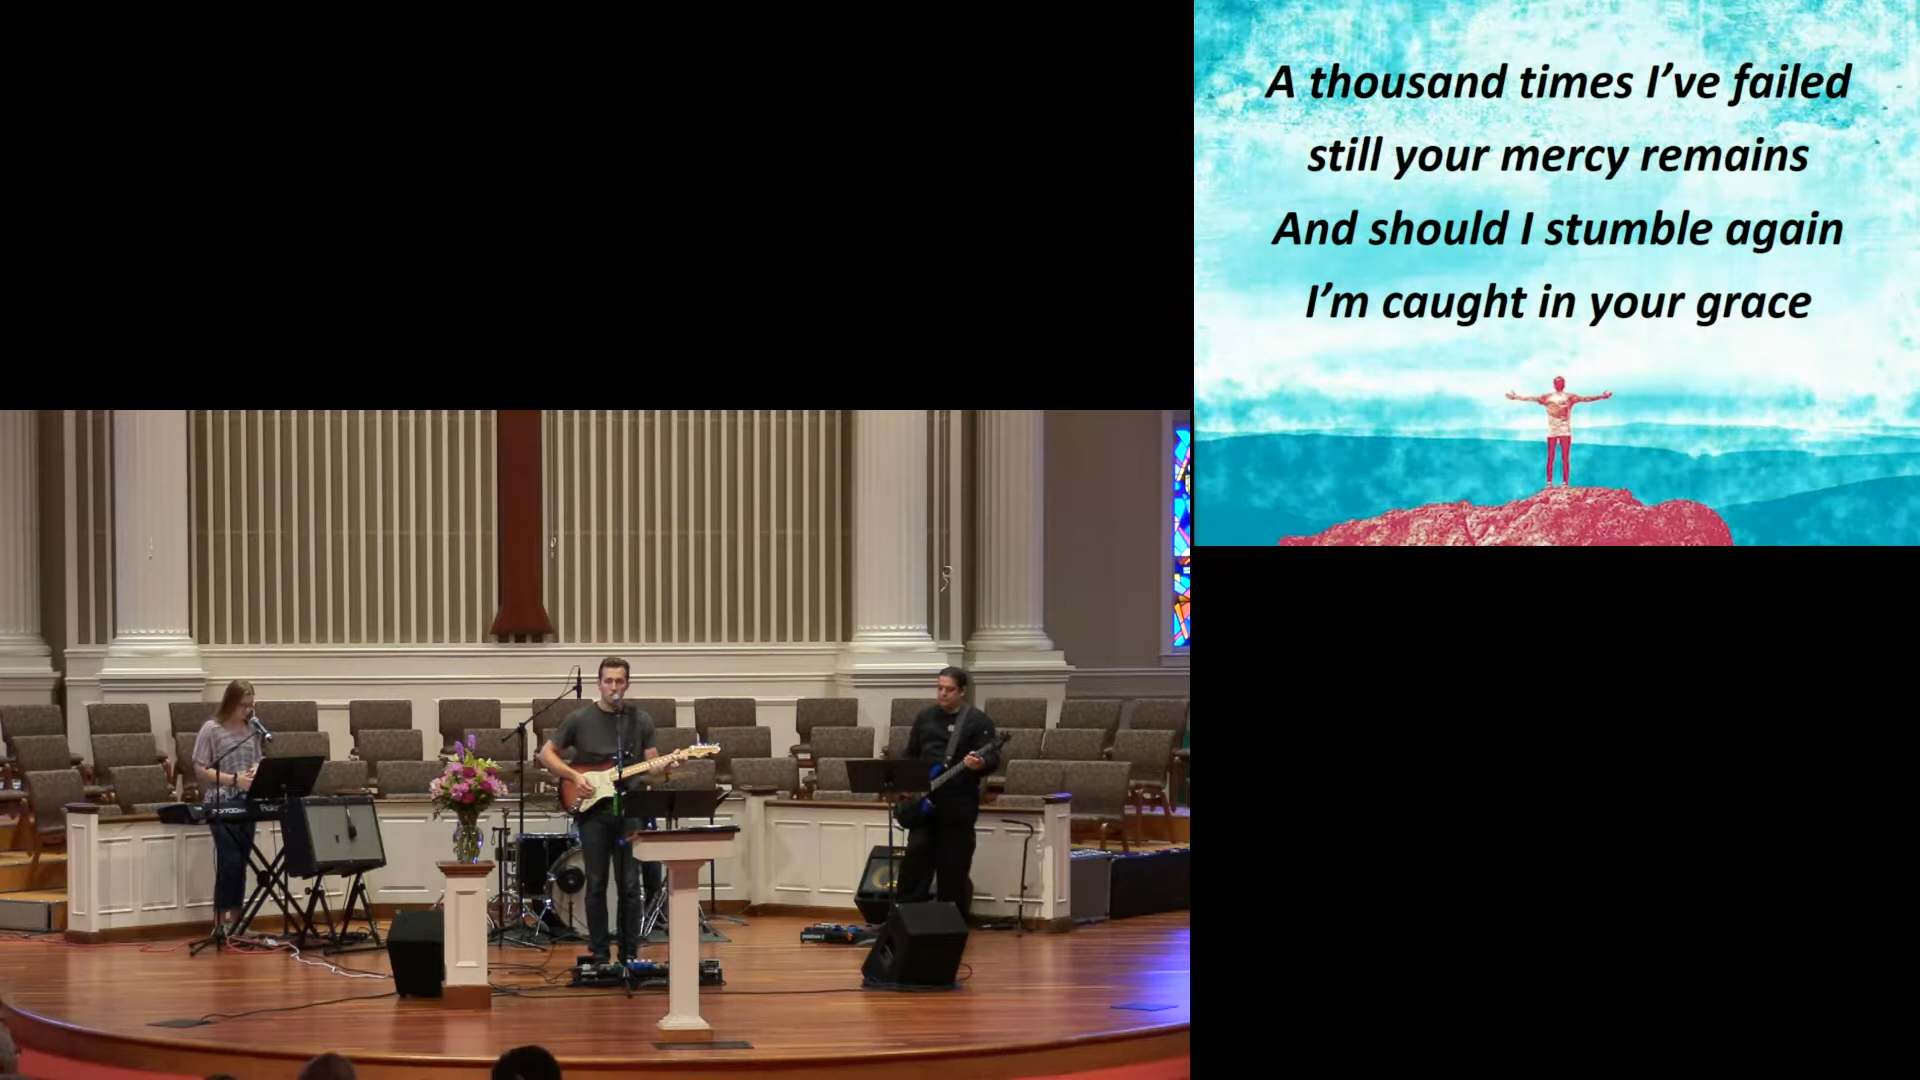 A thousand times I've failed
still your mercy remains
And should I stumble again
I'm caught in your grace